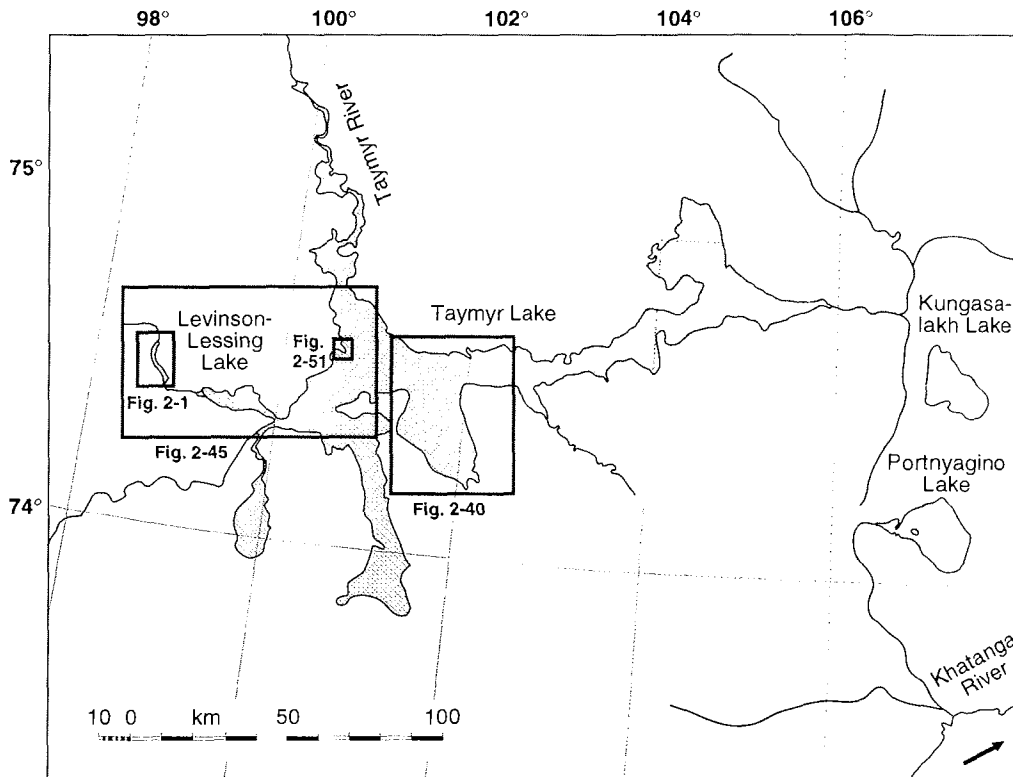 98° 100° 102° 104° 106°
Taymyr River
75°
Levinson-
Lessing
Lake
Taymyr Lake
Kungasa-
lakh Lake
Fig.
2-51
Fig. 2-1
Fig. 2-45
Portnyagino
Lake
74°
Fig. 2-40
Khatanga
River
10 0 km 50 100